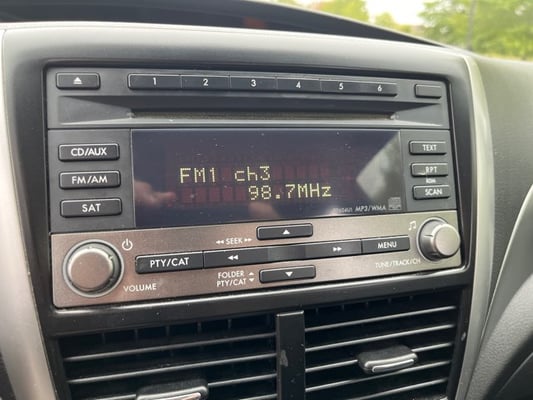 1 2 3 4 5 6
CD/AUX
TEXT
FM/AM
RPT
SAT
SCAN
FM1 ch3
98.7MHz
MP3/WMA
SEEK
PTY/CAT
MENU
VOLUME
FOLDER
PTY/CAT
TUNE/TRACK/CH